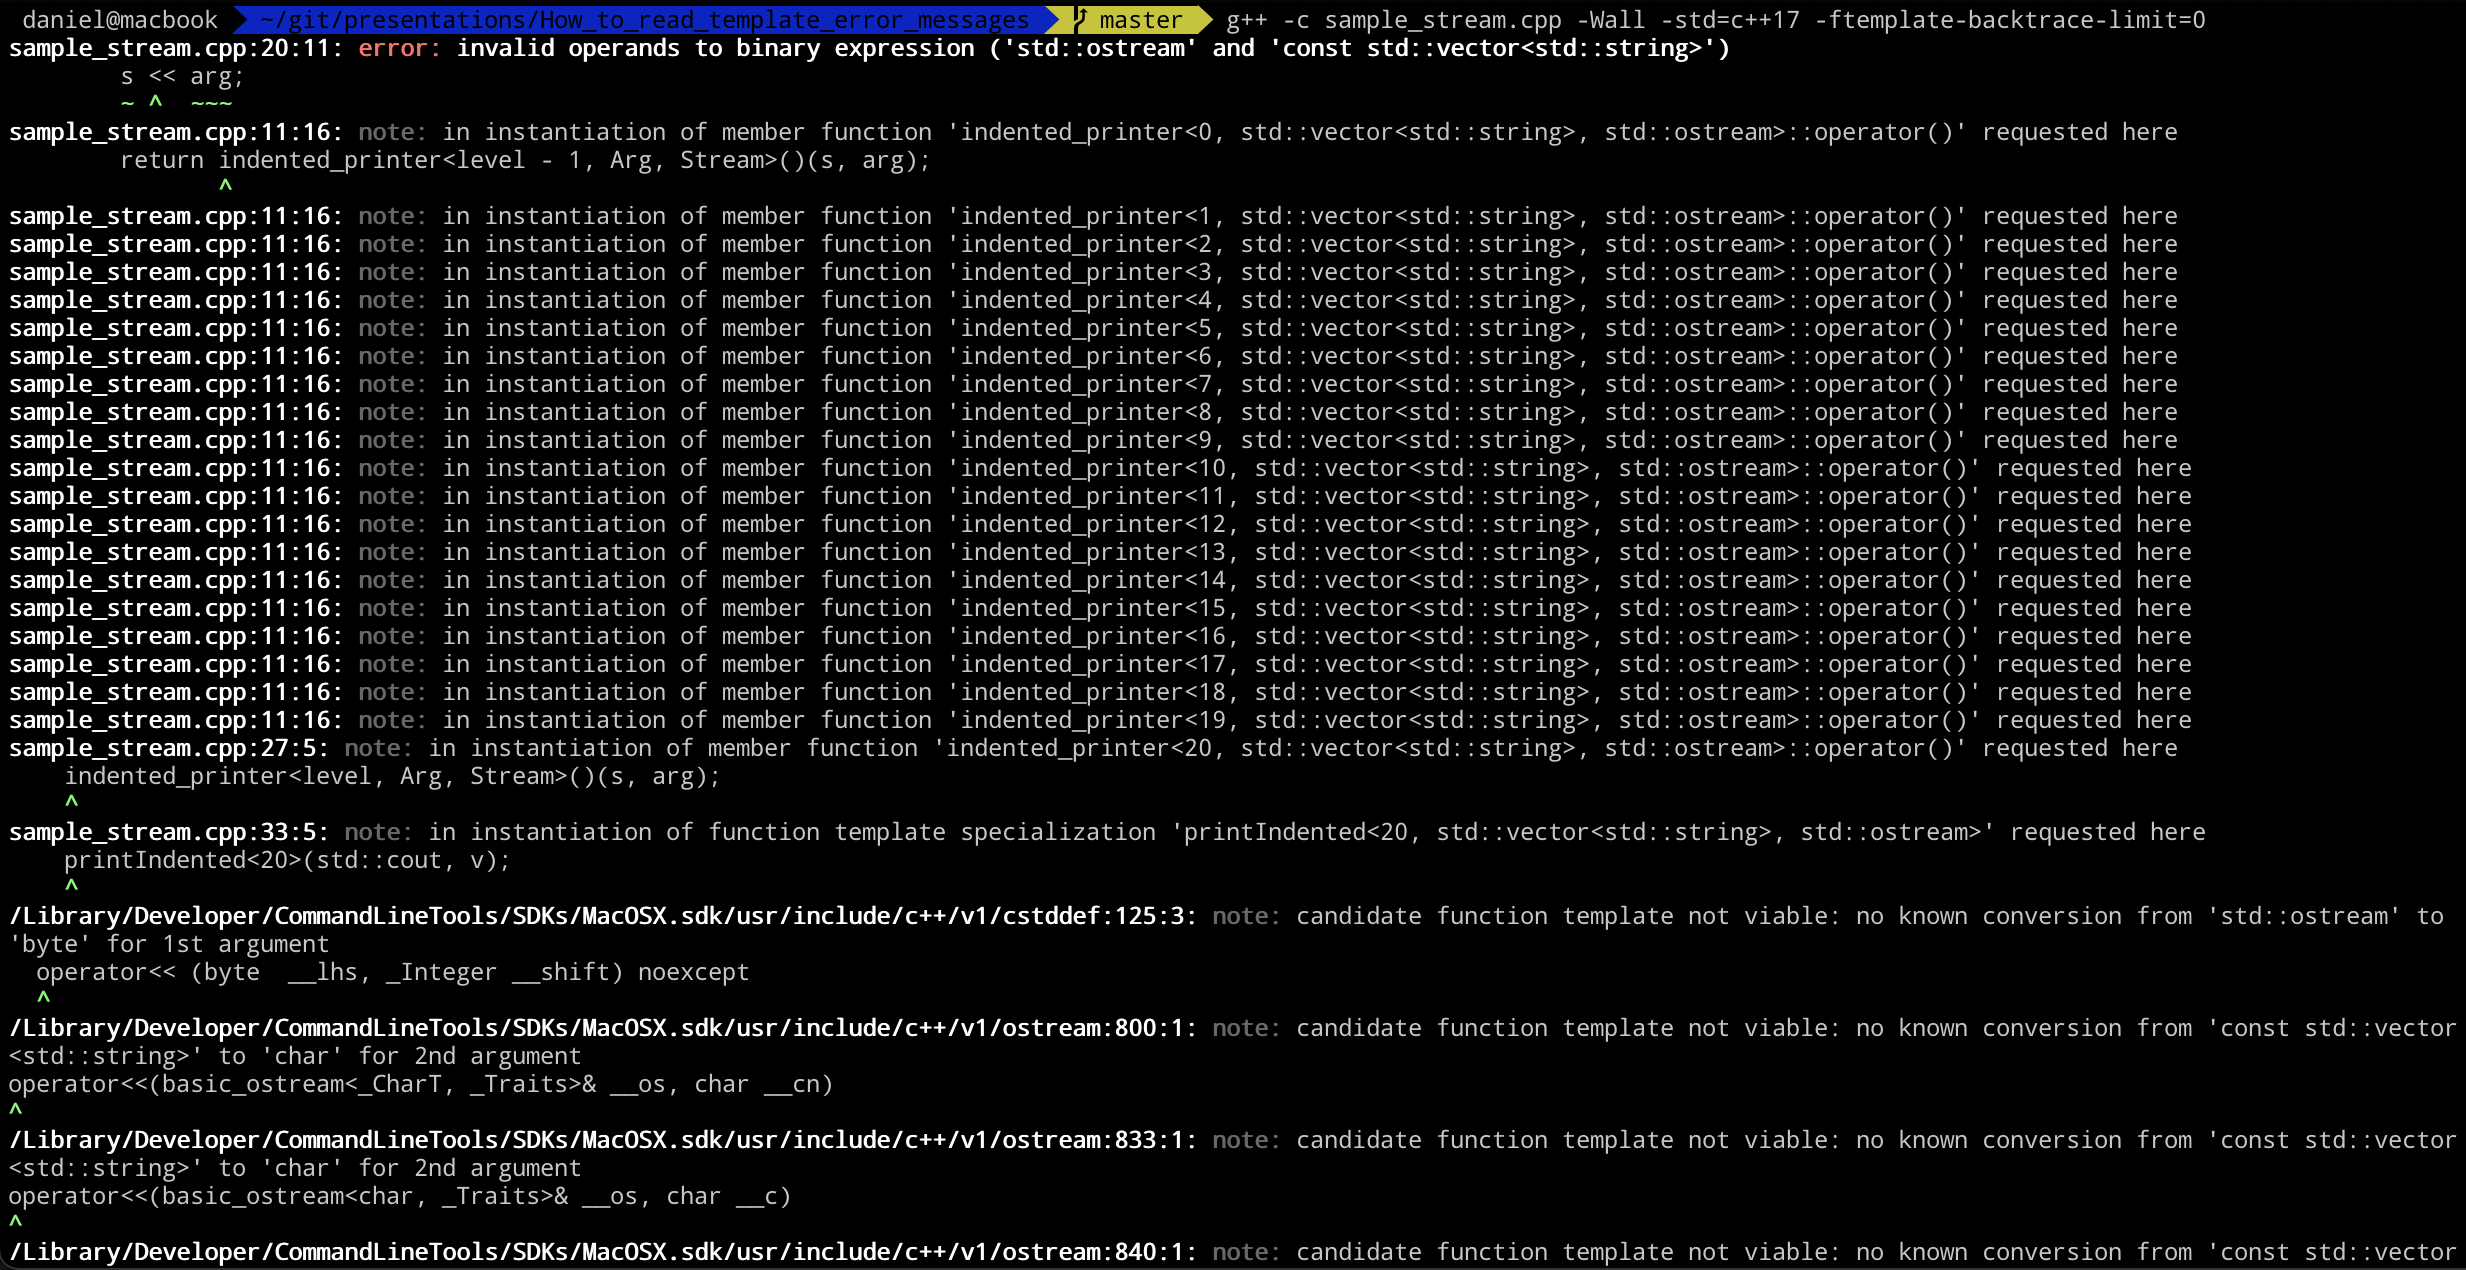 daniel@macbook ~/git/presentations/How_to_read_template_error_messages master g++ -c sample_stream.cpp -Wall -std=c++17 -ftemplate-backtrace-limit=0
sample_stream.cpp:20:11: error: invalid operands to binary expression ('std::ostream' and 'const std::vector<std::string>')
        s << arg;
        ~ ^  ~~~
sample_stream.cpp:11:16: note: in instantiation of member function 'indented_printer<0, std::vector<std::string>, std::ostream>::operator()' requested here
        return indented_printer<level - 1, Arg, Stream>()(s, arg);
               ^
sample_stream.cpp:11:16: note: in instantiation of member function 'indented_printer<1, std::vector<std::string>, std::ostream>::operator()' requested here
sample_stream.cpp:11:16: note: in instantiation of member function 'indented_printer<2, std::vector<std::string>, std::ostream>::operator()' requested here
sample_stream.cpp:11:16: note: in instantiation of member function 'indented_printer<3, std::vector<std::string>, std::ostream>::operator()' requested here
sample_stream.cpp:11:16: note: in instantiation of member function 'indented_printer<4, std::vector<std::string>, std::ostream>::operator()' requested here
sample_stream.cpp:11:16: note: in instantiation of member function 'indented_printer<5, std::vector<std::string>, std::ostream>::operator()' requested here
sample_stream.cpp:11:16: note: in instantiation of member function 'indented_printer<6, std::vector<std::string>, std::ostream>::operator()' requested here
sample_stream.cpp:11:16: note: in instantiation of member function 'indented_printer<7, std::vector<std::string>, std::ostream>::operator()' requested here
sample_stream.cpp:11:16: note: in instantiation of member function 'indented_printer<8, std::vector<std::string>, std::ostream>::operator()' requested here
sample_stream.cpp:11:16: note: in instantiation of member function 'indented_printer<9, std::vector<std::string>, std::ostream>::operator()' requested here
sample_stream.cpp:11:16: note: in instantiation of member function 'indented_printer<10, std::vector<std::string>, std::ostream>::operator()' requested here
sample_stream.cpp:11:16: note: in instantiation of member function 'indented_printer<11, std::vector<std::string>, std::ostream>::operator()' requested here
sample_stream.cpp:11:16: note: in instantiation of member function 'indented_printer<12, std::vector<std::string>, std::ostream>::operator()' requested here
sample_stream.cpp:11:16: note: in instantiation of member function 'indented_printer<13, std::vector<std::string>, std::ostream>::operator()' requested here
sample_stream.cpp:11:16: note: in instantiation of member function 'indented_printer<14, std::vector<std::string>, std::ostream>::operator()' requested here
sample_stream.cpp:11:16: note: in instantiation of member function 'indented_printer<15, std::vector<std::string>, std::ostream>::operator()' requested here
sample_stream.cpp:11:16: note: in instantiation of member function 'indented_printer<16, std::vector<std::string>, std::ostream>::operator()' requested here
sample_stream.cpp:11:16: note: in instantiation of member function 'indented_printer<17, std::vector<std::string>, std::ostream>::operator()' requested here
sample_stream.cpp:11:16: note: in instantiation of member function 'indented_printer<18, std::vector<std::string>, std::ostream>::operator()' requested here
sample_stream.cpp:11:16: note: in instantiation of member function 'indented_printer<19, std::vector<std::string>, std::ostream>::operator()' requested here
sample_stream.cpp:27:5: note: in instantiation of member function 'indented_printer<20, std::vector<std::string>, std::ostream>::operator()' requested here
    indented_printer<level, Arg, Stream>()(s, arg);
    ^
sample_stream.cpp:33:5: note: in instantiation of function template specialization 'printIndented<20, std::vector<std::string>, std::ostream>' requested here
    printIndented<20>(std::cout, v);
    ^
/Library/Developer/CommandLineTools/SDKs/MacOSX.sdk/usr/include/c++/v1/cstddef:125:3: note: candidate function template not viable: no known conversion from 'std::ostream' to
'byte' for 1st argument
  operator<< (byte  __lhs, _Integer __shift) noexcept
  ^
/Library/Developer/CommandLineTools/SDKs/MacOSX.sdk/usr/include/c++/v1/ostream:800:1: note: candidate function template not viable: no known conversion from 'const std::vector
<std::string>' to 'char' for 2nd argument
operator<<(basic_ostream<_CharT, _Traits>& __os, char __cn)
^
/Library/Developer/CommandLineTools/SDKs/MacOSX.sdk/usr/include/c++/v1/ostream:833:1: note: candidate function template not viable: no known conversion from 'const std::vector
<std::string>' to 'char' for 2nd argument
operator<<(basic_ostream<char, _Traits>& __os, char __c)
^
/Library/Developer/CommandLineTools/SDKs/MacOSX.sdk/usr/include/c++/v1/ostream:840:1: note: candidate function template not viable: no known conversion from 'const std::vector